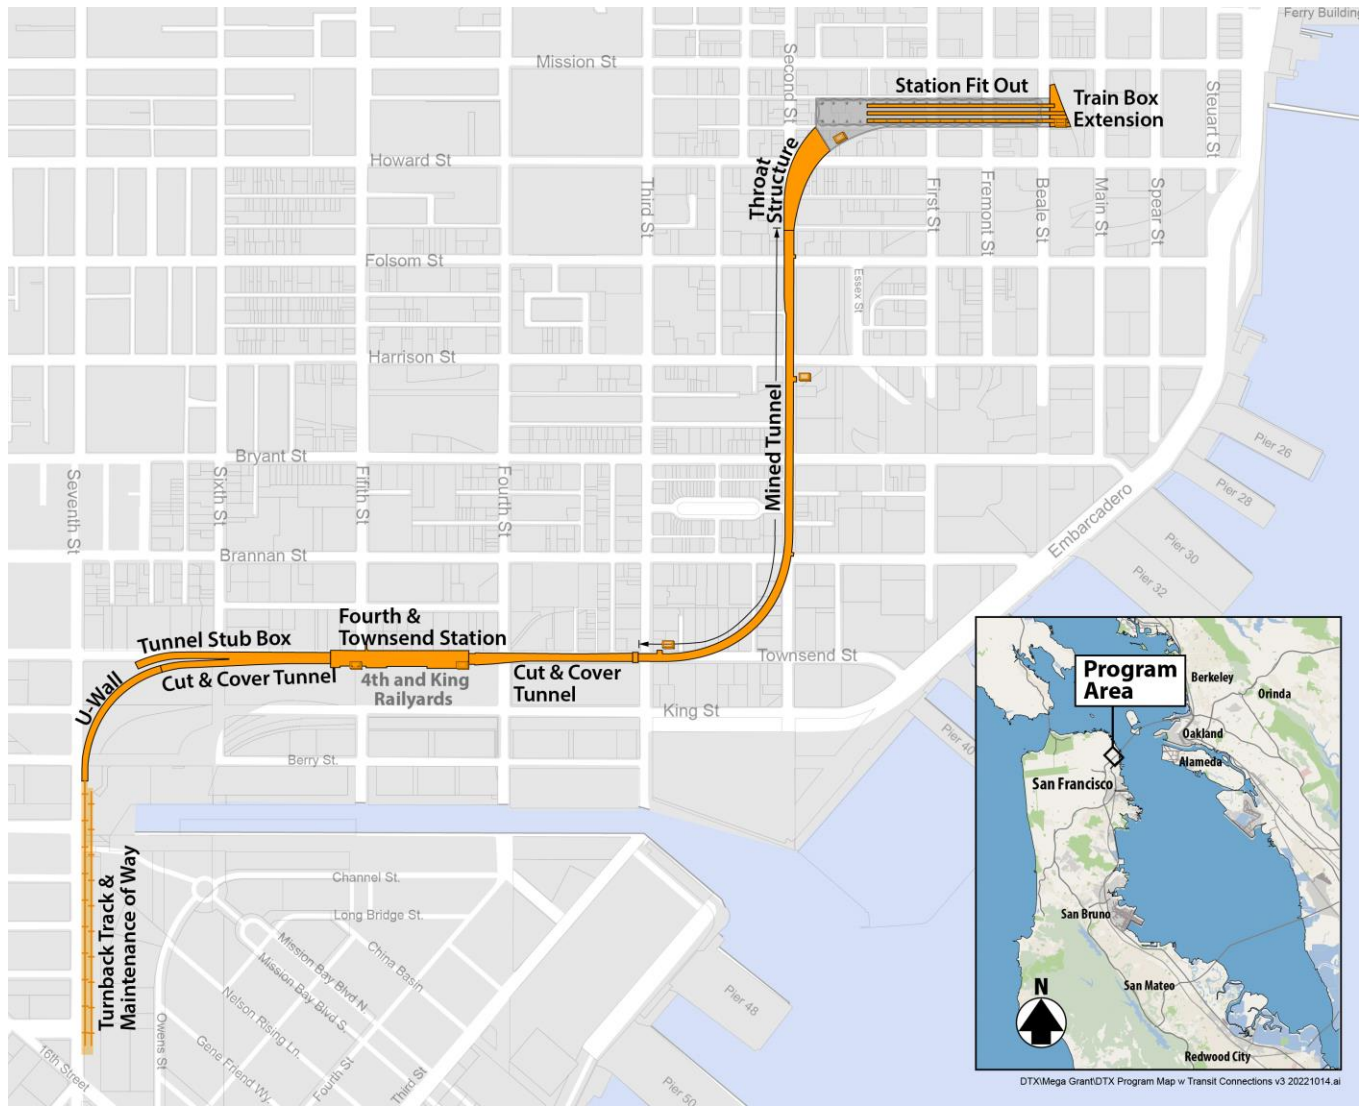 Ferry Building
Mission St
Second St
Station Fit Out
Train Box
Extension
Steuart St
Howard St
Throat
Structure
Third St
First St
Fremont St
Beale St
Main St
Spear St
Folsom St
Essex St
Harrison St
Mined Tunnel
Bryant St
Seventh St
Sixth St
Fifith St
Fourth St
Pier 26
Pier 28
Embarcadero
Pier 30
Pier 32
Brannan St
Fourth &
Townsend Station
Tunnel Stub Box
Townsend St
U-Wall
Cut & Cover Tunnel
4th and King
Railyards
Cut & Cover
Tunnel
King St
Pier 40
Berry St.
Turnback Track &
Maintenance of Way
Channel St.
Long Bridge St.
Mission Bay Blvd N.
Mission Bay Blvd S.
China Basin
Nelson Rising Ln.
Gene Friend Wy.
Fourth St
Third St
Owens St
16th Street
Pier 48
Pier 50
Program
Area
Berkeley
Orinda
Oakland
Alameda
San Francisco
San Bruno
San Mateo
Redwood City
N
DTX\Mega Grant\DTX Program Map w Transit Connections v3 20221014.ai